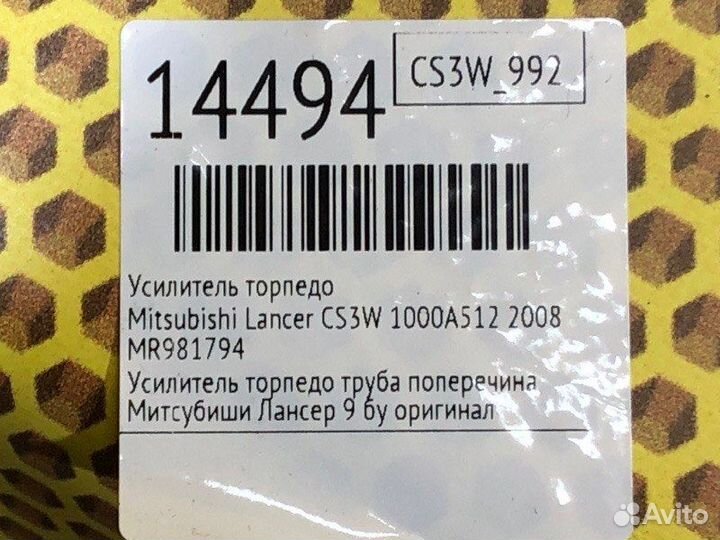 14494
CS3W_992
Усилитель торпедо
Mitsubishi Lancer CS3W 1000A512 2008
MR981794
Усилитель торпедо труба поперечина
Митсубиши Лансер 9 бу оригинал
Avito